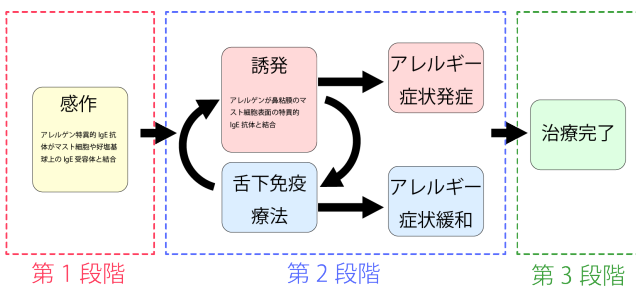 感作
アレルゲン特異的 IgE 抗
体がマスト細胞や好塩基
球上の IgE 受容体と結合
誘発
アレルゲンが鼻粘膜のマ
スト細胞表面の特異的
IgE 抗体と結合
アレルギー
症状発症
舌下免疫
療法
アレルギー
症状緩和
治療完了
第 1 段階
第 2 段階
第 3 段階